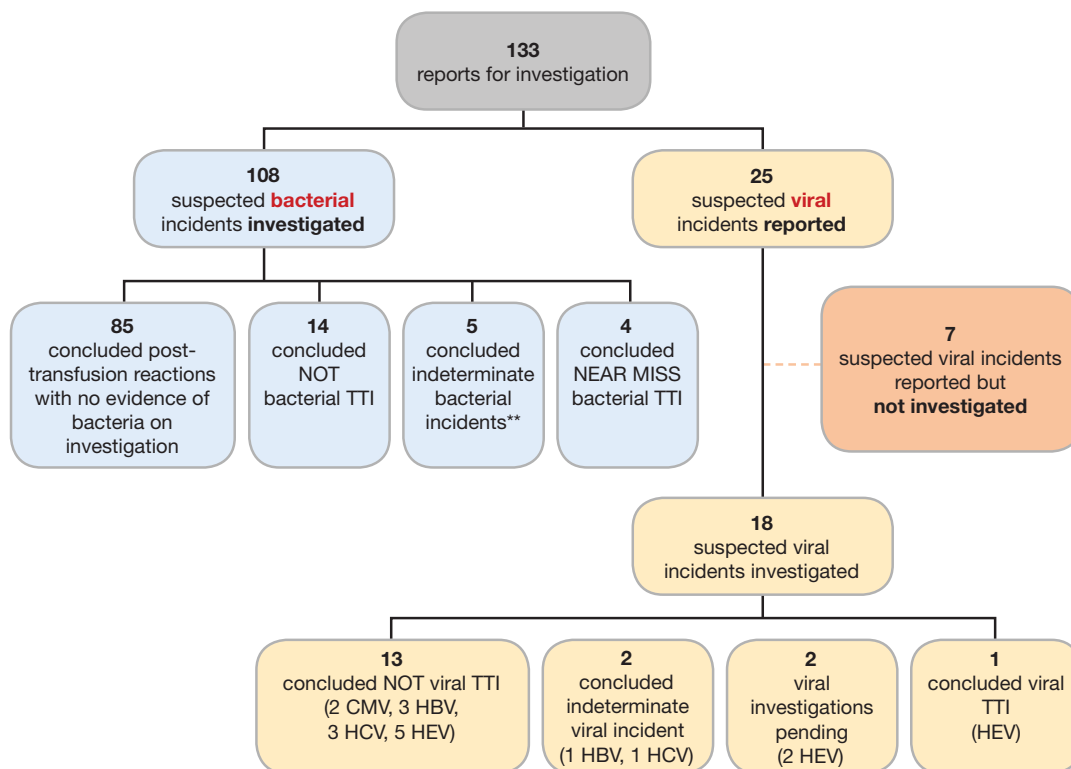 133
reports for investigation
108
suspected bacterial
incidents investigated
25
suspected viral
incidents reported
85
concluded post-
transfusion reactions
with no evidence of
bacteria on
investigation
14
concluded
NOT
bacterial TTI
5
concluded
indeterminate
bacterial
incidents**
4
concluded
NEAR MISS
bacterial TTI
7
suspected viral incidents
reported but
not investigated
18
suspected viral
incidents investigated
13
concluded NOT viral TTI
(2 CMV, 3 HBV,
3 HCV, 5 HEV)
2
concluded
indeterminate
viral incident
(1 HBV, 1 HCV)
2
viral
investigations
pending
(2 HEV)
1
concluded viral
TTI
(HEV)